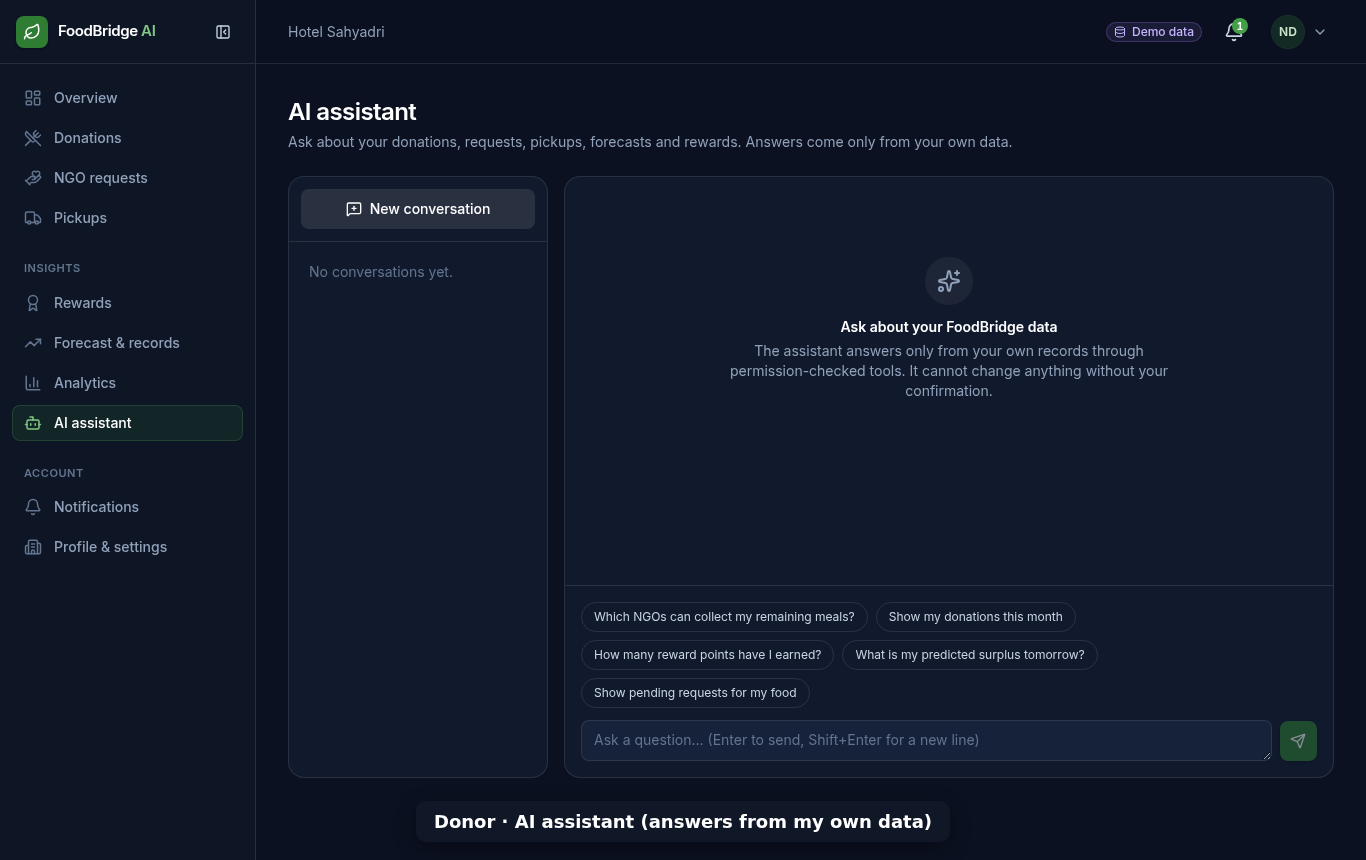 FoodBridge AI
Hotel Sahyadri
Demo data
1
ND
Overview
Donations
NGO requests
Pickups
INSIGHTS
Rewards
Forecast & records
Analytics
AI assistant
ACCOUNT
Notifications
Profile & settings
AI assistant
Ask about your donations, requests, pickups, forecasts and rewards. Answers come only from your own data.
New conversation
No conversations yet.
Ask about your FoodBridge data
The assistant answers only from your own records through
permission-checked tools. It cannot change anything without your
confirmation.
Which NGOs can collect my remaining meals?
Show my donations this month
How many reward points have I earned?
What is my predicted surplus tomorrow?
Show pending requests for my food
Ask a question... (Enter to send, Shift+Enter for a new line)
Donor · AI assistant (answers from my own data)